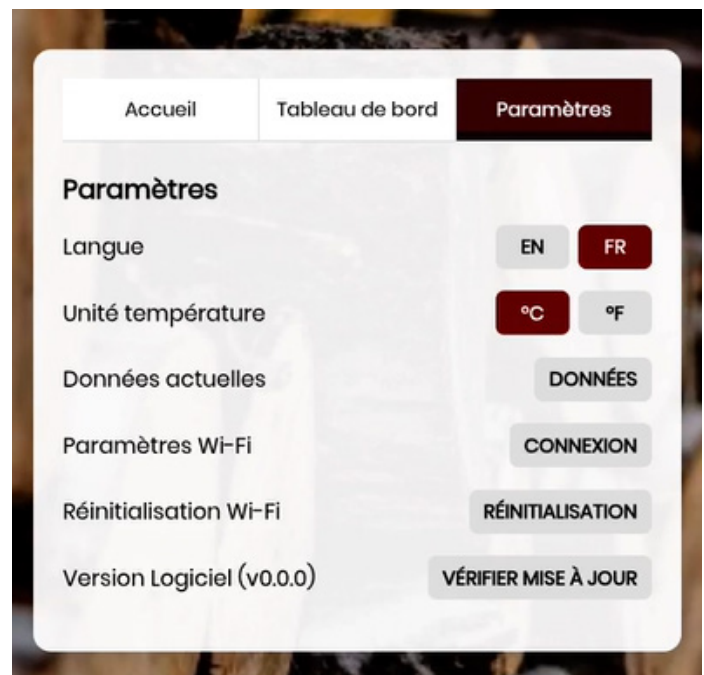 Accueil Tableau de bord Paramètres
Paramètres
Langue EN FR
Unité température °C °F
Données actuelles DONNÉES
Paramètres Wi-Fi CONNEXION
Réinitialisation Wi-Fi RÉINITIALISATION
Version Logiciel (v0.0.0) VÉRIFIER MISE À JOUR